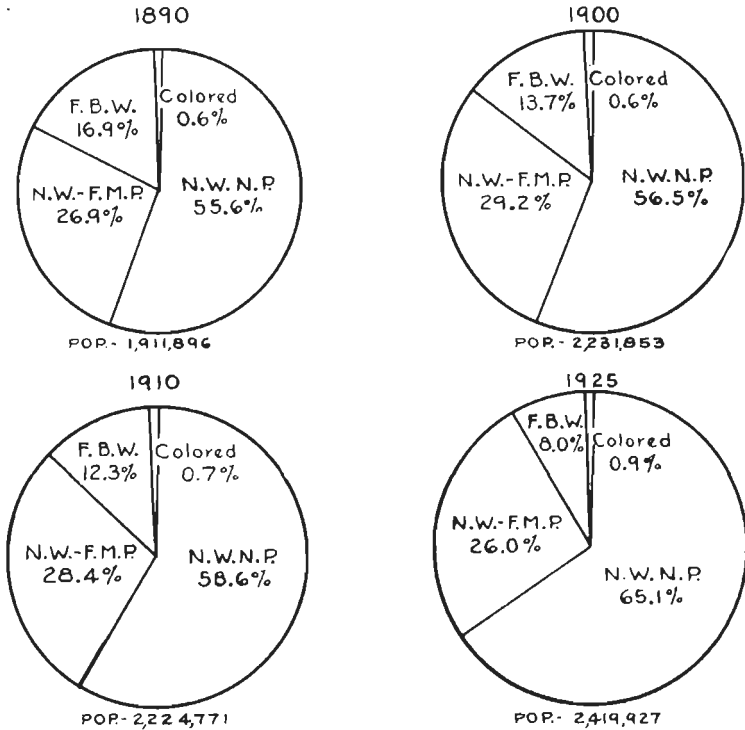 1890
F.B.W.
16.9%
Colored
0.6%
N.W.-F.M.P.
26.9%
N.W.N.P.
55.6%
POP.- 1,911,896
1900
F.B.W.
13.7%
Colored
0.6%
N.W.-F.M.P.
29.2%
N.W.N.P.
56.5%
POP.- 2,231,853
1910
F.B.W.
12.3%
Colored
0.7%
N.W.-F.M.P.
28.4%
N.W.N.P.
58.6%
POP.- 2,224,771
1925
F.B.W.
8.0%
Colored
0.9%
N.W.-F.M.P.
26.0%
N.W.N.P.
65.1%
POP.- 2,419,927